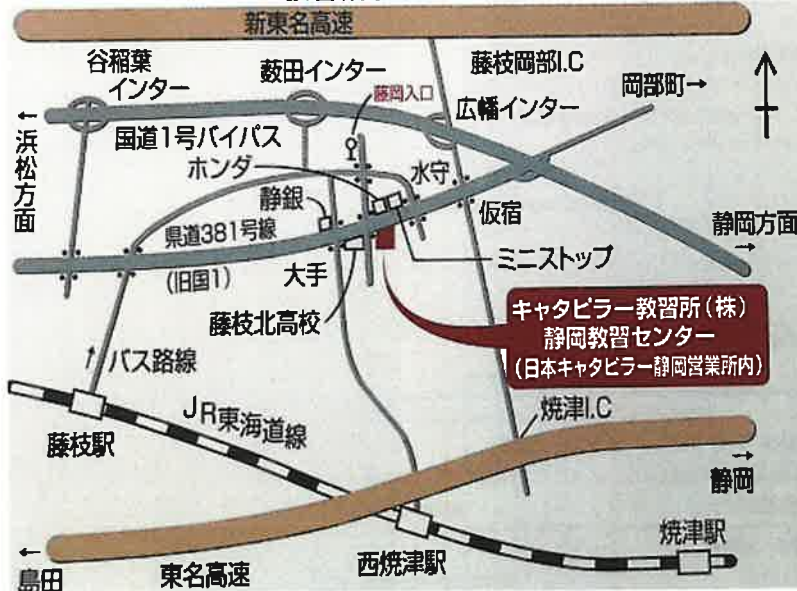 新東名高速
谷稲葉
インター
薮田インター
藤枝岡部I.C
岡部町→
藤岡入口
広幡インター
←
浜松方面
国道1号バイパス
ホンダ
水守
静銀
仮宿
静岡方面
→
県道381号線
(旧国1)
大手
ミニストップ
藤枝北高校
キャタピラー教習所(株)
静岡教習センター
(日本キャタピラー静岡営業所内)
バス路線
JR東海道線
焼津I.C
藤枝駅
→
静岡
←
島田
東名高速
西焼津駅
焼津駅